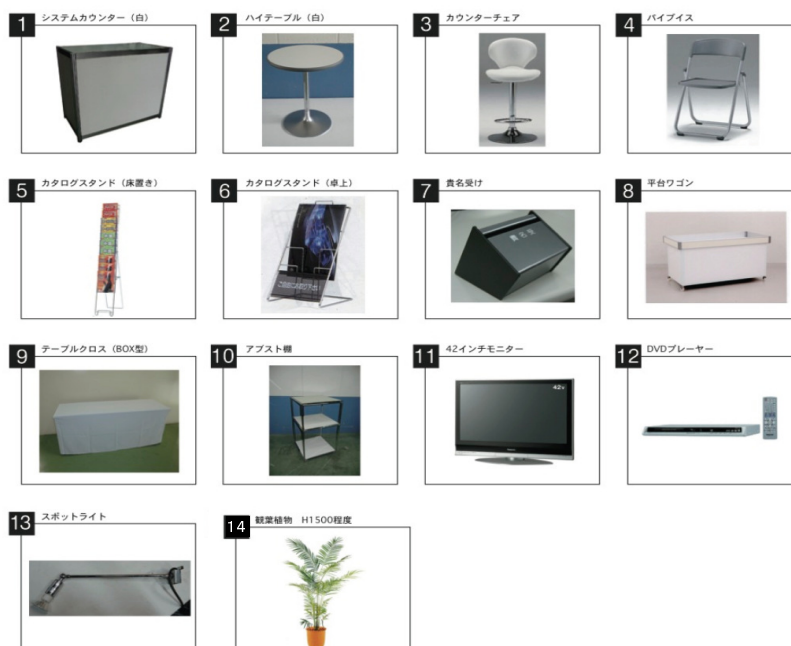 1 システムカウンター（白）
2 ハイテーブル（白）
3 カウンターチェア
4 パイプイス
5 カタログスタンド（床置き）
6 カタログスタンド（卓上）
7 貴名受け
貴名受
8 平台ワゴン
9 テーブルクロス（BOX型）
10 アプスト棚
11 42インチモニター
42
12 DVDプレーヤー
13 スポットライト
14 観葉植物　H1500程度